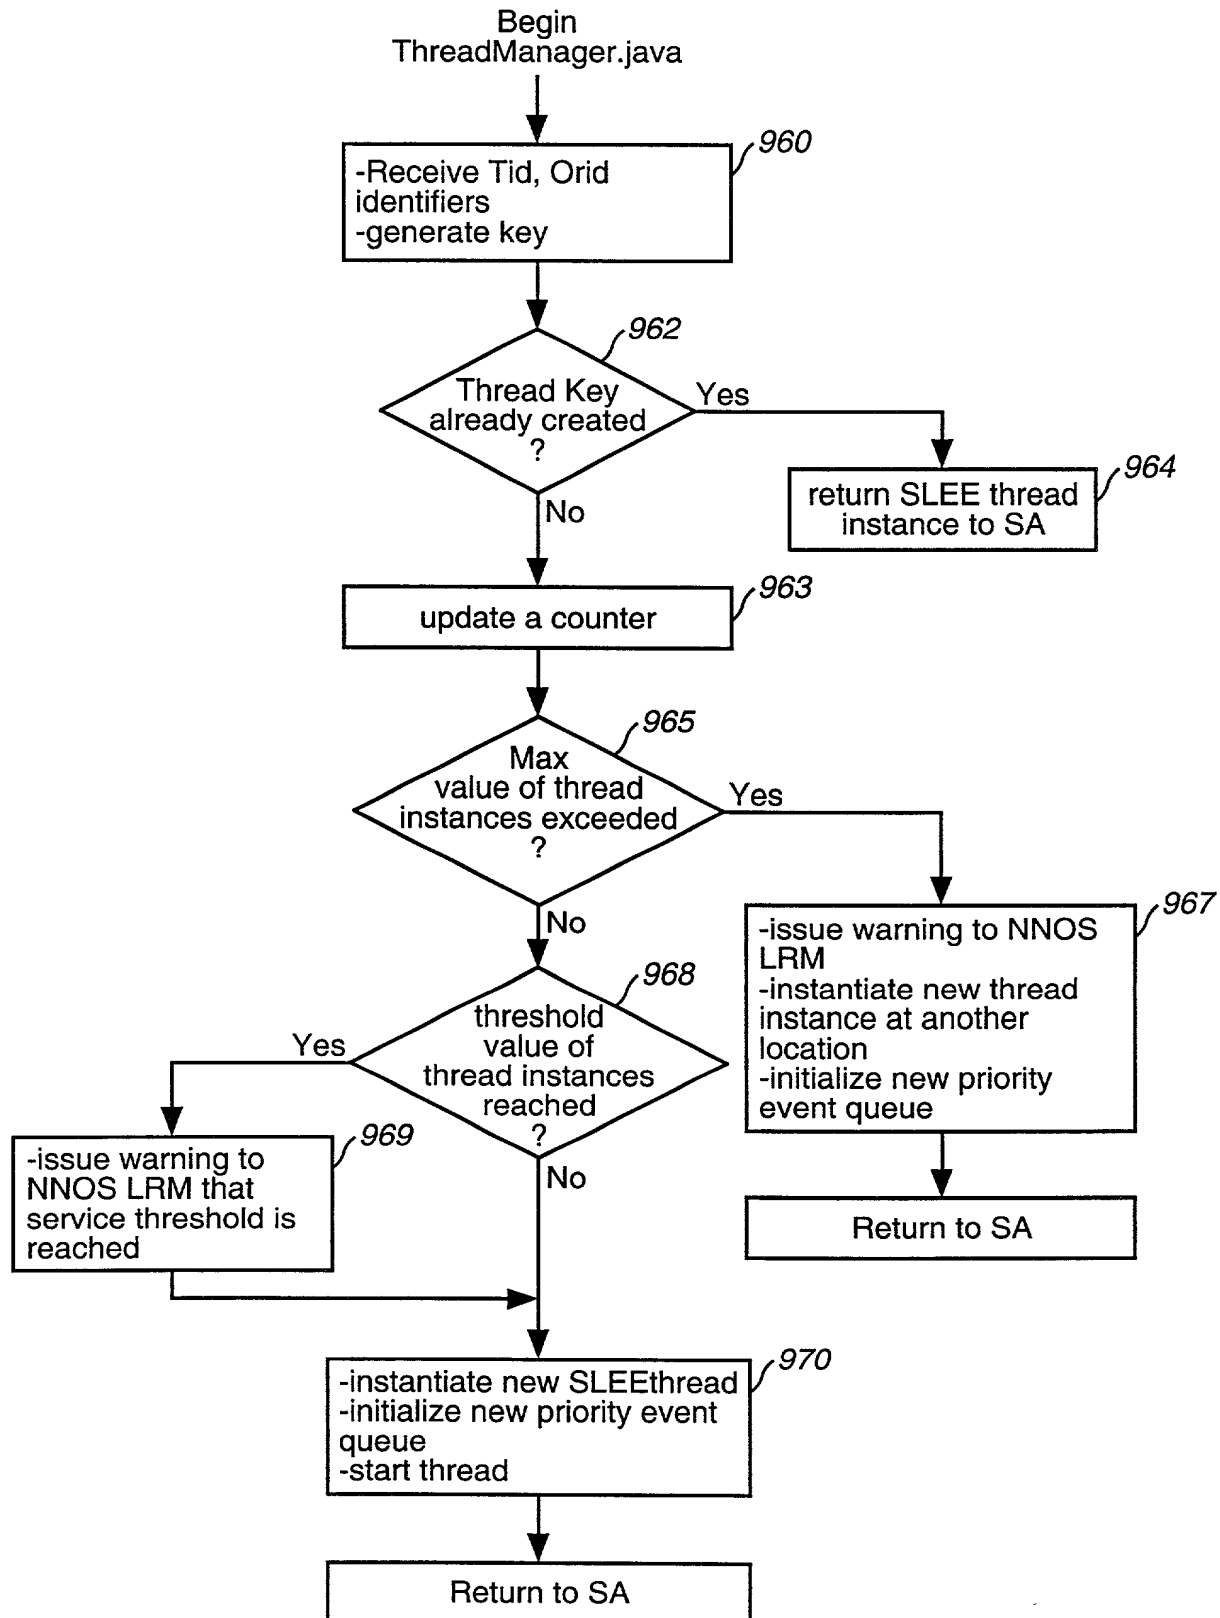 Begin
ThreadManager.java
960
-Receive Tid, Orid
identifiers
-generate key
962
Thread Key
already created
?
Yes
No
964
return SLEE thread
instance to SA
963
update a counter
965
Max
value of thread
instances exceeded
?
Yes
No
967
-issue warning to NNOS
LRM
-instantiate new thread
instance at another
location
-initialize new priority
event queue
Return to SA
968
threshold
value of
thread instances
reached
?
Yes
No
969
-issue warning to
NNOS LRM that
service threshold is
reached
970
-instantiate new SLEEthread
-initialize new priority event
queue
-start thread
Return to SA